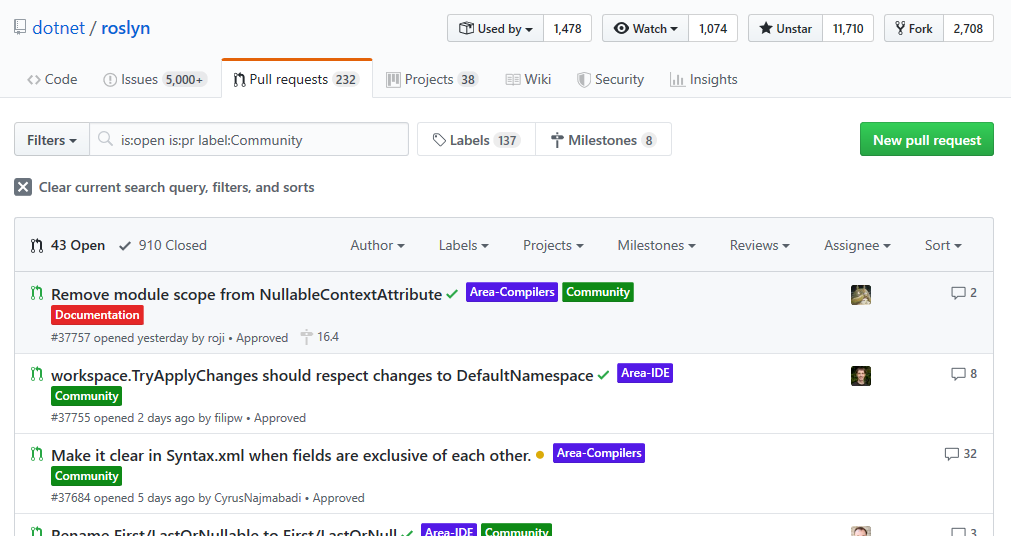 dotnet / roslyn Used by 1,478 Watch 1,074 Unstar 11,710 Fork 2,708
Code Issues 5,000+ Pull requests 232 Projects 38 Wiki Security Insights
Filters is:open is:pr label:Community Labels 137 Milestones 8 New pull request
Clear current search query, filters, and sorts
43 Open 910 Closed Author Labels Projects Milestones Reviews Assignee Sort
Remove module scope from NullableContextAttribute Area-Compilers Community 2
Documentation
#37757 opened yesterday by roji • Approved 16.4
workspace.TryApplyChanges should respect changes to DefaultNamespace Area-IDE 8
Community
#37755 opened 2 days ago by filipw • Approved
Make it clear in Syntax.xml when fields are exclusive of each other. Area-Compilers 32
Community
#37684 opened 5 days ago by CyrusNajmabadi • Approved
Rename First/LastOrNullable to First/LastOrNull Area-IDE Community 3